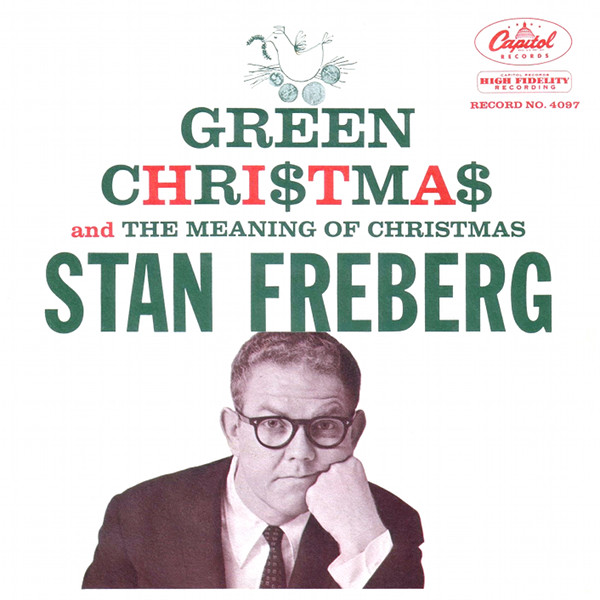 Capitol
RECORDS
CAPITOL RECORDS
HIGH FIDELITY
RECORDING
RECORD NO. 4097
GREEN
CHRI$TMA$
and THE MEANING OF CHRISTMAS
STAN FREBERG